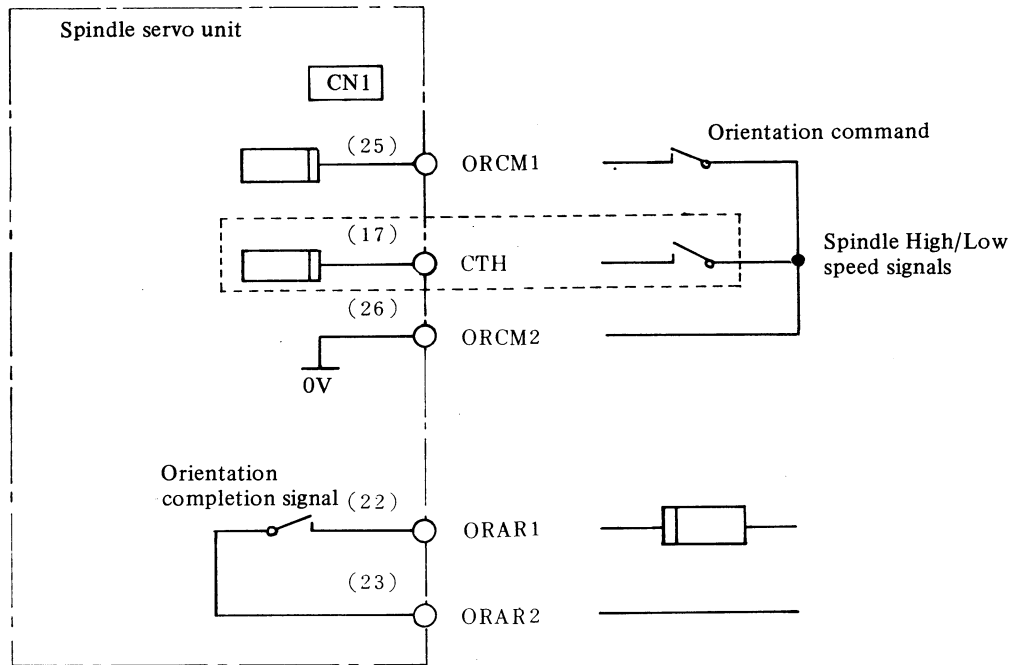 Spindle servo unit
CN1
(25)
ORCM1
Orientation command
(17)
CTH
Spindle High/Low
speed signals
(26)
ORCM2
0V
Orientation
completion signal
(22)
ORAR1
(23)
ORAR2